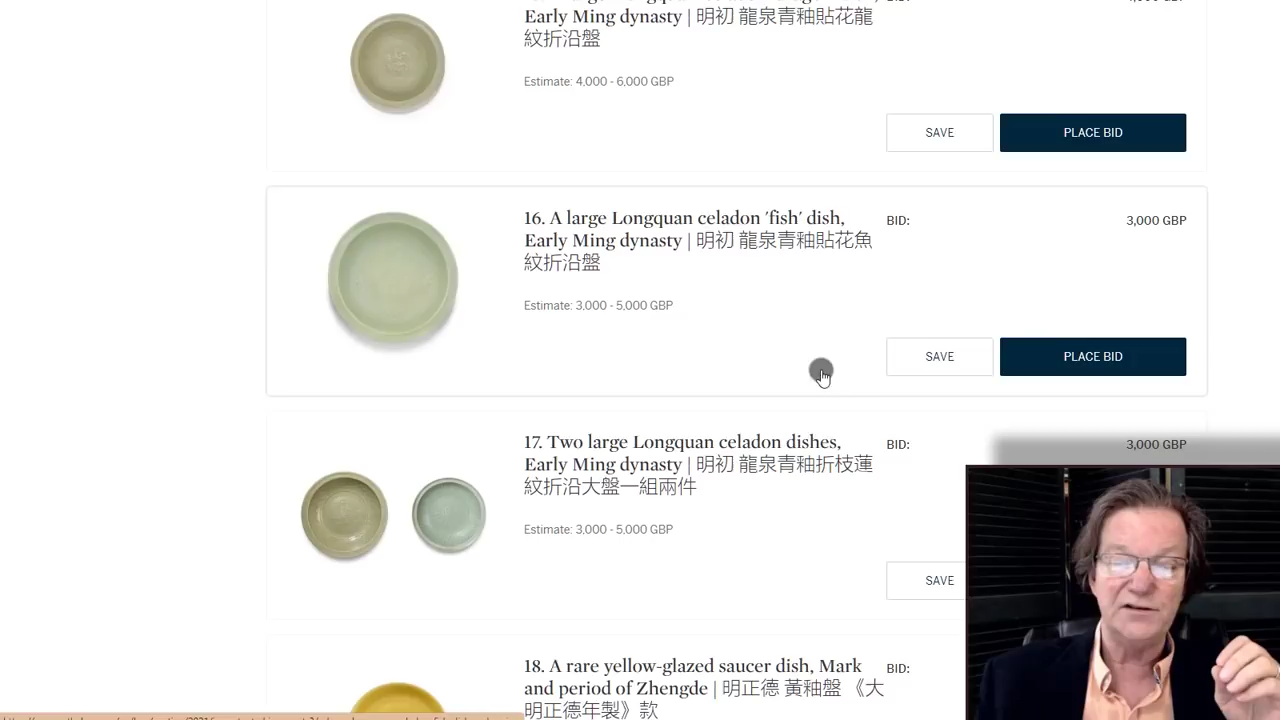 Early Ming dynasty | 明初 龍泉青釉貼花龍
紋折沿盤
Estimate: 4,000 - 6,000 GBP
SAVE
PLACE BID
16. A large Longquan celadon 'fish' dish,
Early Ming dynasty | 明初 龍泉青釉貼花魚
紋折沿盤
BID:
3,000 GBP
Estimate: 3,000 - 5,000 GBP
SAVE
PLACE BID
17. Two large Longquan celadon dishes,
Early Ming dynasty | 明初 龍泉青釉折枝蓮
紋折沿大盤一組兩件
BID:
3,000 GBP
Estimate: 3,000 - 5,000 GBP
SAVE
18. A rare yellow-glazed saucer dish, Mark
and period of Zhengde | 明正德 黃釉盤 《大
明正德年製》款
BID: